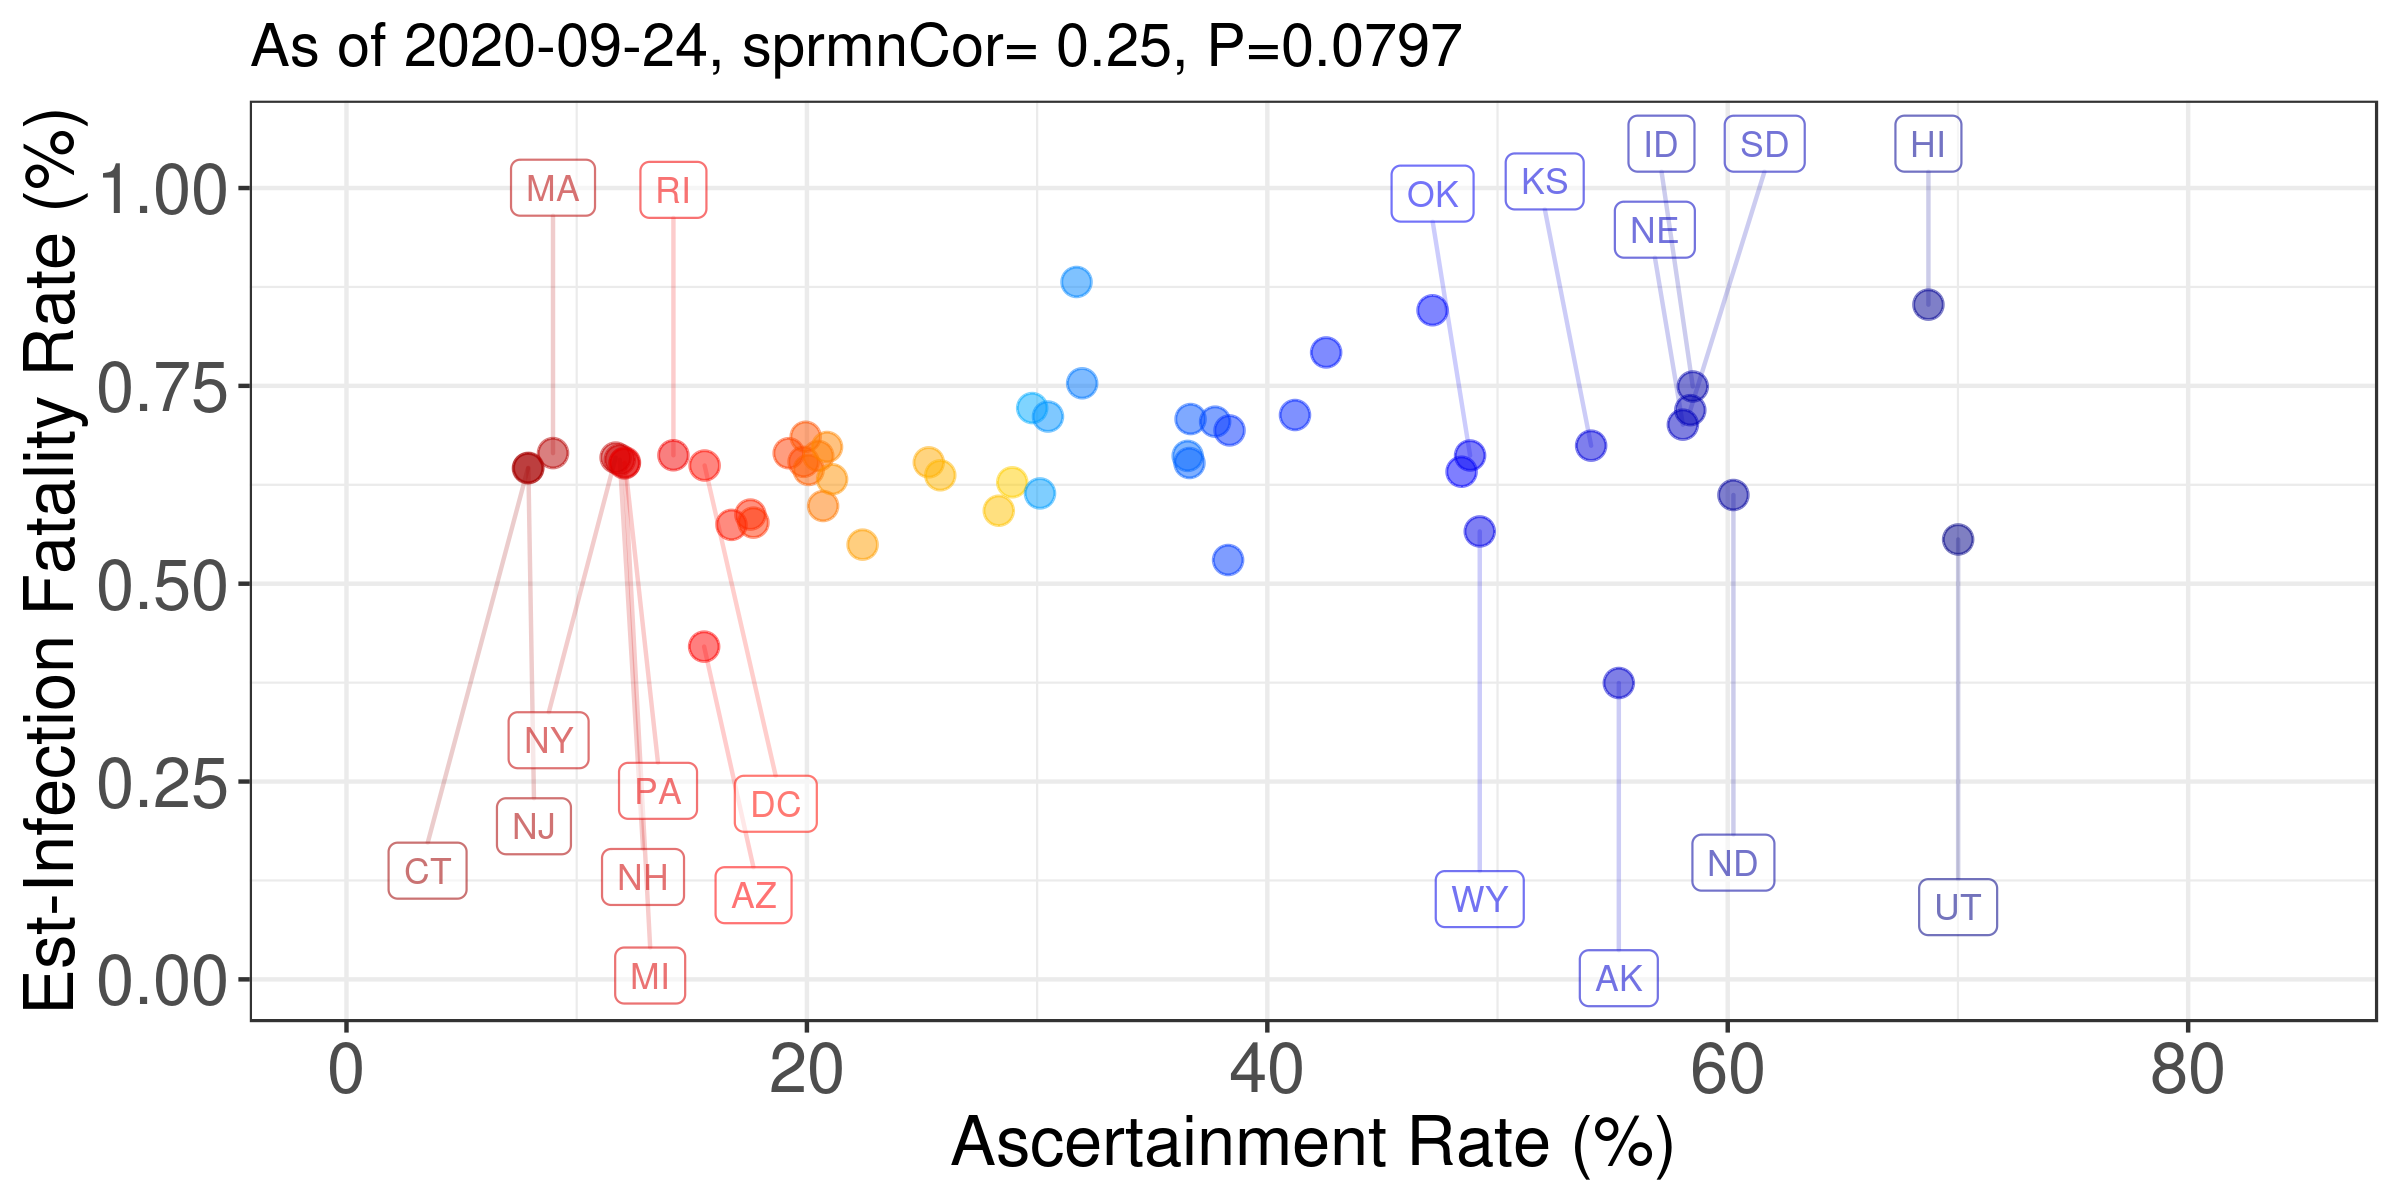 As of 2020-09-24, sprmnCor= 0.25, P=0.0797
Est-Infection Fatality Rate (%)
1.00
0.75
0.50
0.25
0.00
MA
RI
OK
KS
ID
SD
HI
NE
NY
PA
DC
NJ
CT
NH
AZ
MI
WY
ND
UT
AK
0
20
40
60
80
Ascertainment Rate (%)